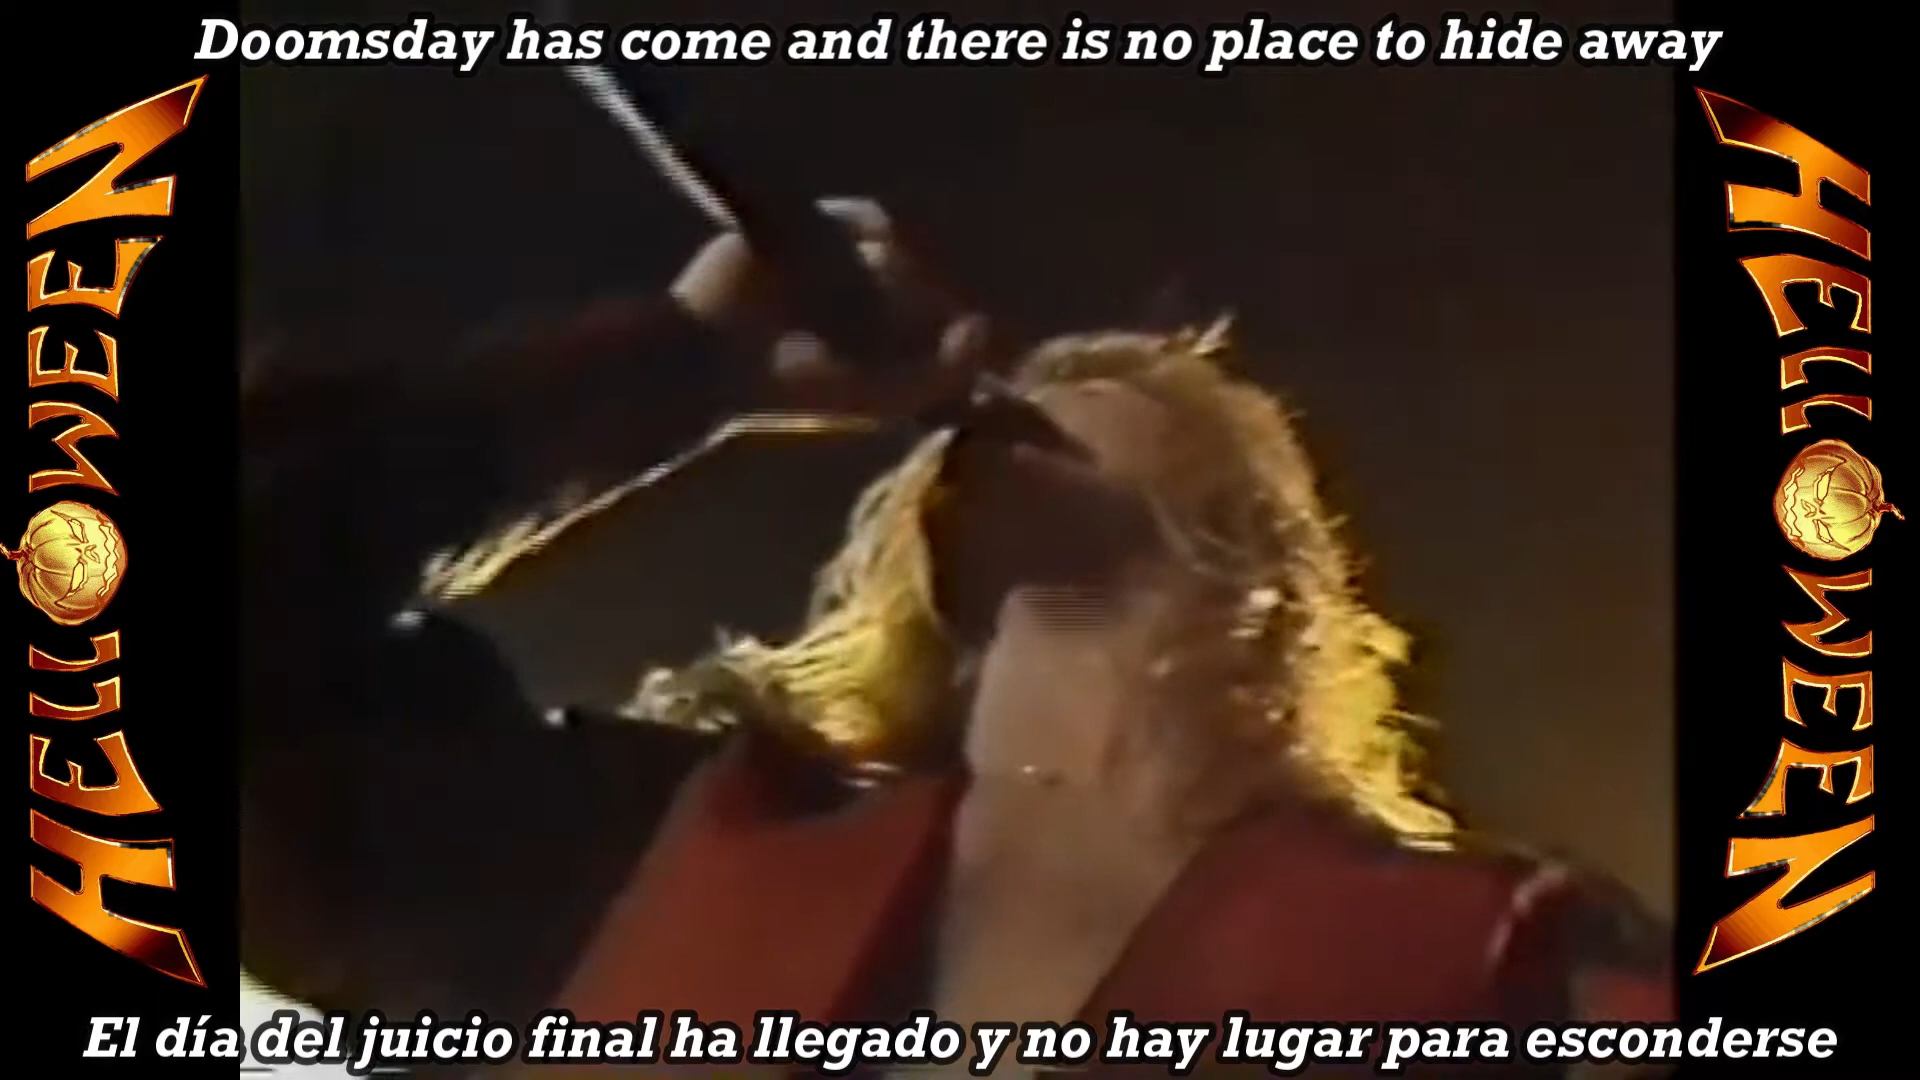 Doomsday has come and there is no place to hide away
HELLOWEEN
HELLOWEEN
El día del juicio final ha llegado y no hay lugar para esconderse